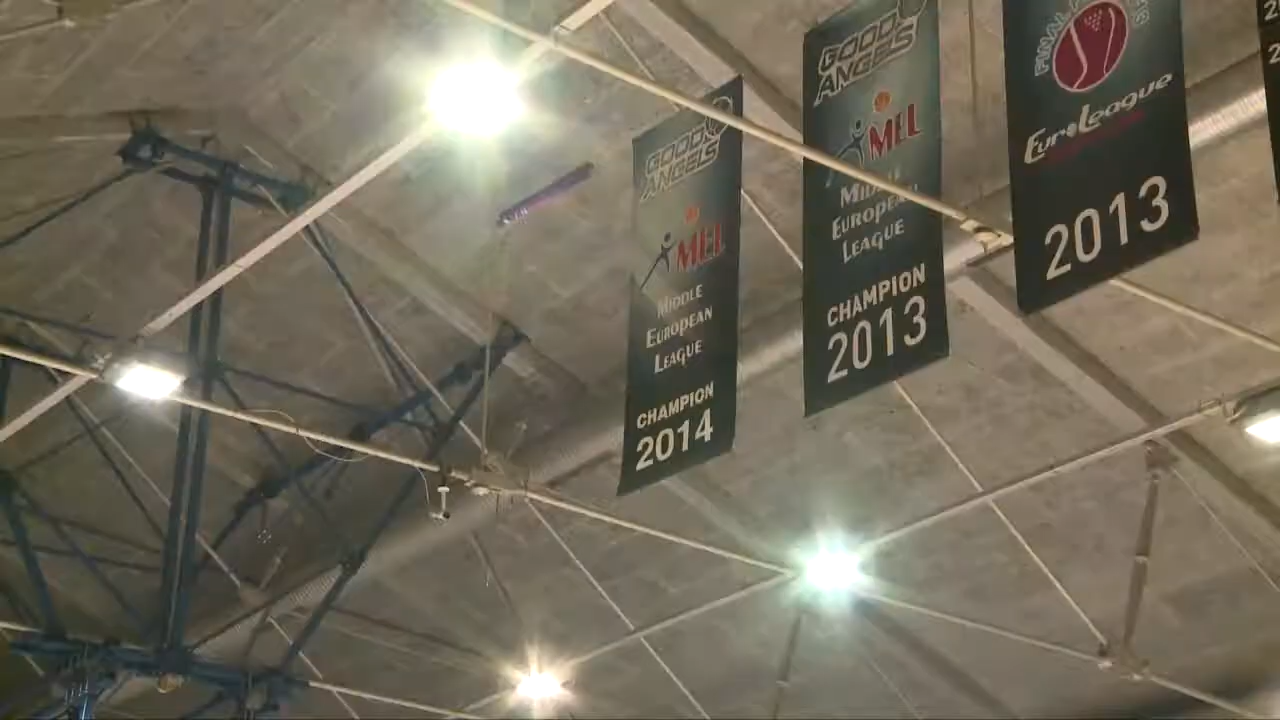 GOOD
ANGELS
MEL
MIDDLE
EUROPEAN
LEAGUE
CHAMPION
2014
GOOD
ANGELS
MEL
MIDDLE
EUROPEAN
LEAGUE
CHAMPION
2013
FINAL
EuroLeague
2013